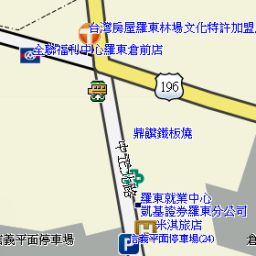 台灣房屋羅東林場文化特許加盟
全聯福利中心羅東倉前店
196
鼎饌鐵板燒
中正北路
羅東就業中心
凱基證券羅東分公司
米淇旅店
信義平面停車場(24)
信義平面停車場
倉
P